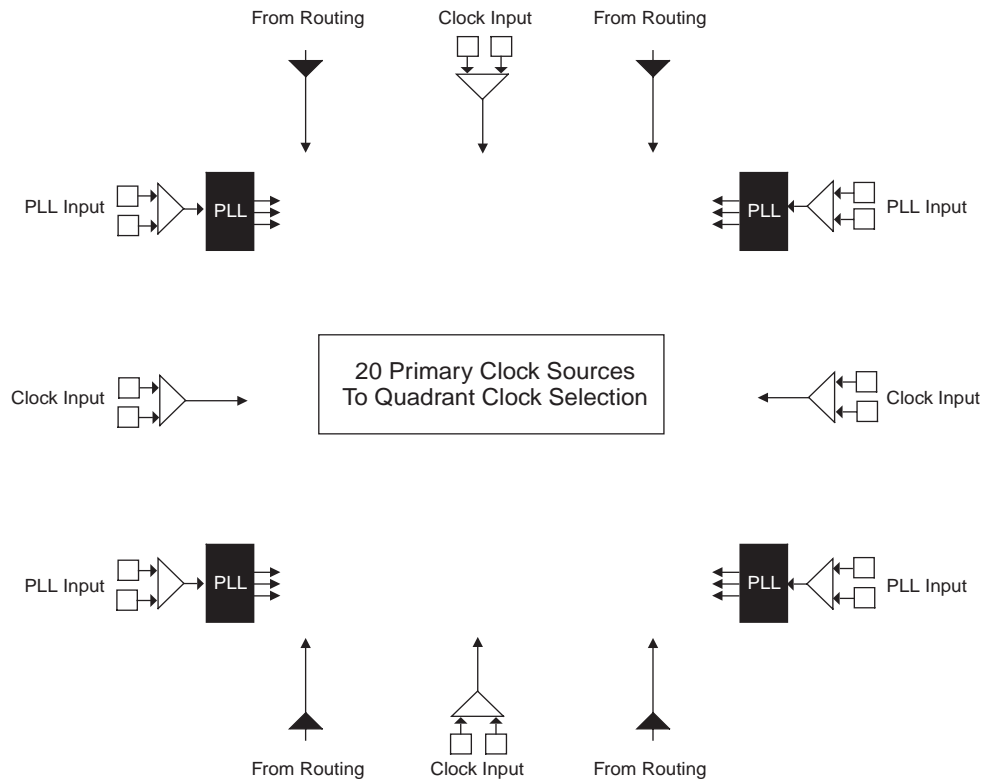 From Routing
Clock Input
From Routing
PLL Input
PLL
PLL
PLL Input
20 Primary Clock Sources
To Quadrant Clock Selection
Clock Input
Clock Input
PLL Input
PLL
PLL
PLL Input
From Routing
Clock Input
From Routing